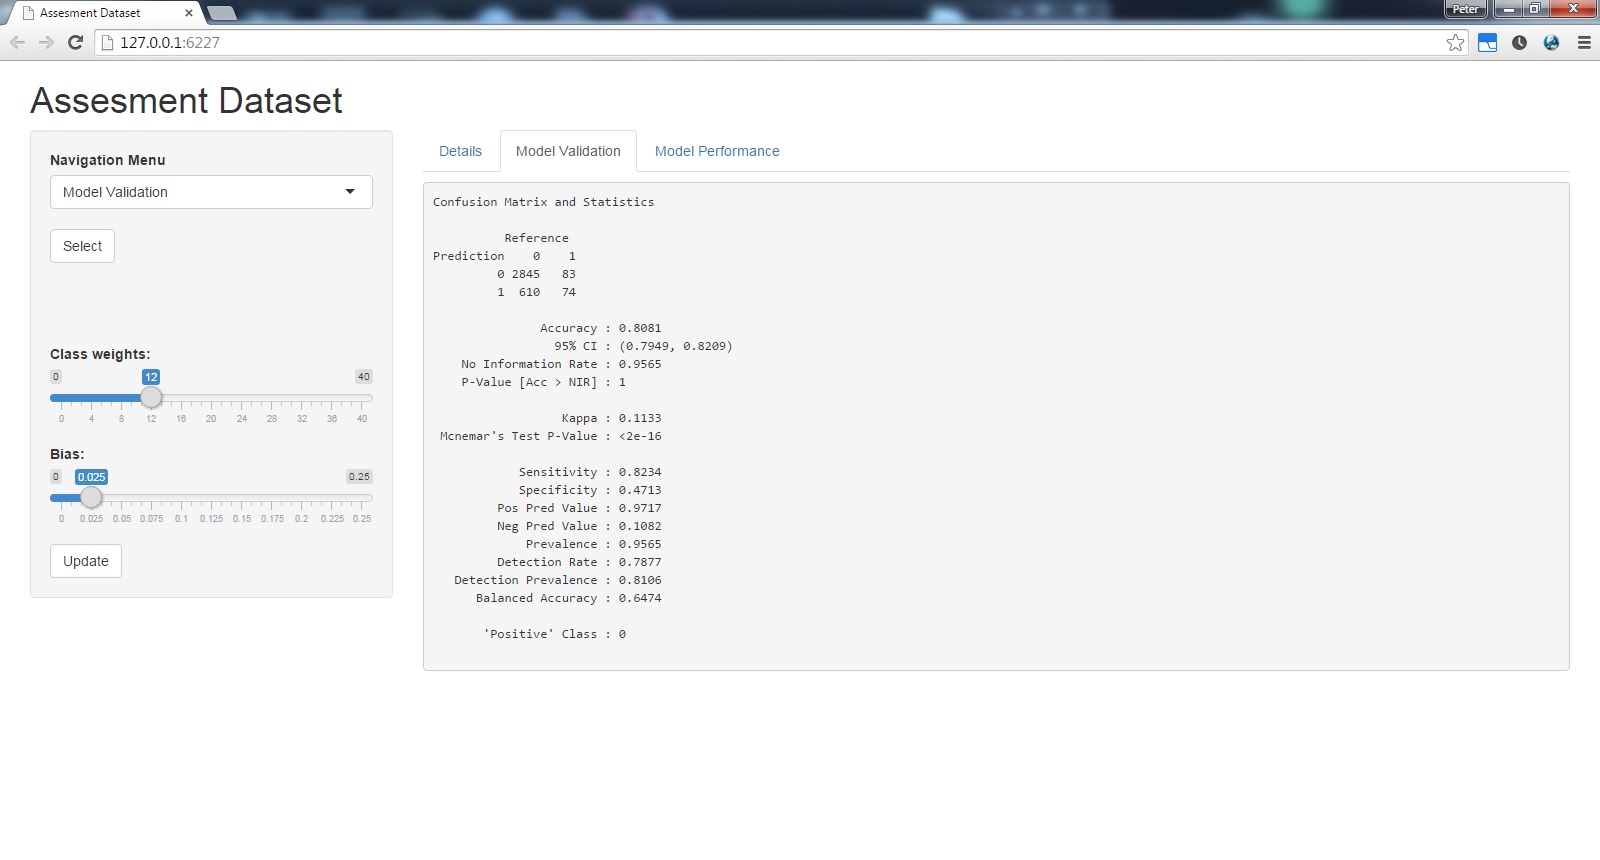 Assesment Dataset
Peter
127.0.0.1:6227
Assesment Dataset
Navigation Menu
Model Validation
Select
Class weights:
0 12 40
0 4 8 12 16 20 24 28 32 36 40
Bias:
0 0.025 0.25
0 0.025 0.05 0.075 0.1 0.125 0.15 0.175 0.2 0.225 0.25
Update
Details Model Validation Model Performance
Confusion Matrix and Statistics
Reference
Prediction 0 1
0 2845 83
1 610 74
Accuracy : 0.8081
95% CI : (0.7949, 0.8209)
No Information Rate : 0.9565
P-Value [Acc > NIR] : 1
Kappa : 0.1133
Mcnemar's Test P-Value : <2e-16
Sensitivity : 0.8234
Specificity : 0.4713
Pos Pred Value : 0.9717
Neg Pred Value : 0.1082
Prevalence : 0.9565
Detection Rate : 0.7877
Detection Prevalence : 0.8106
Balanced Accuracy : 0.6474
'Positive' Class : 0